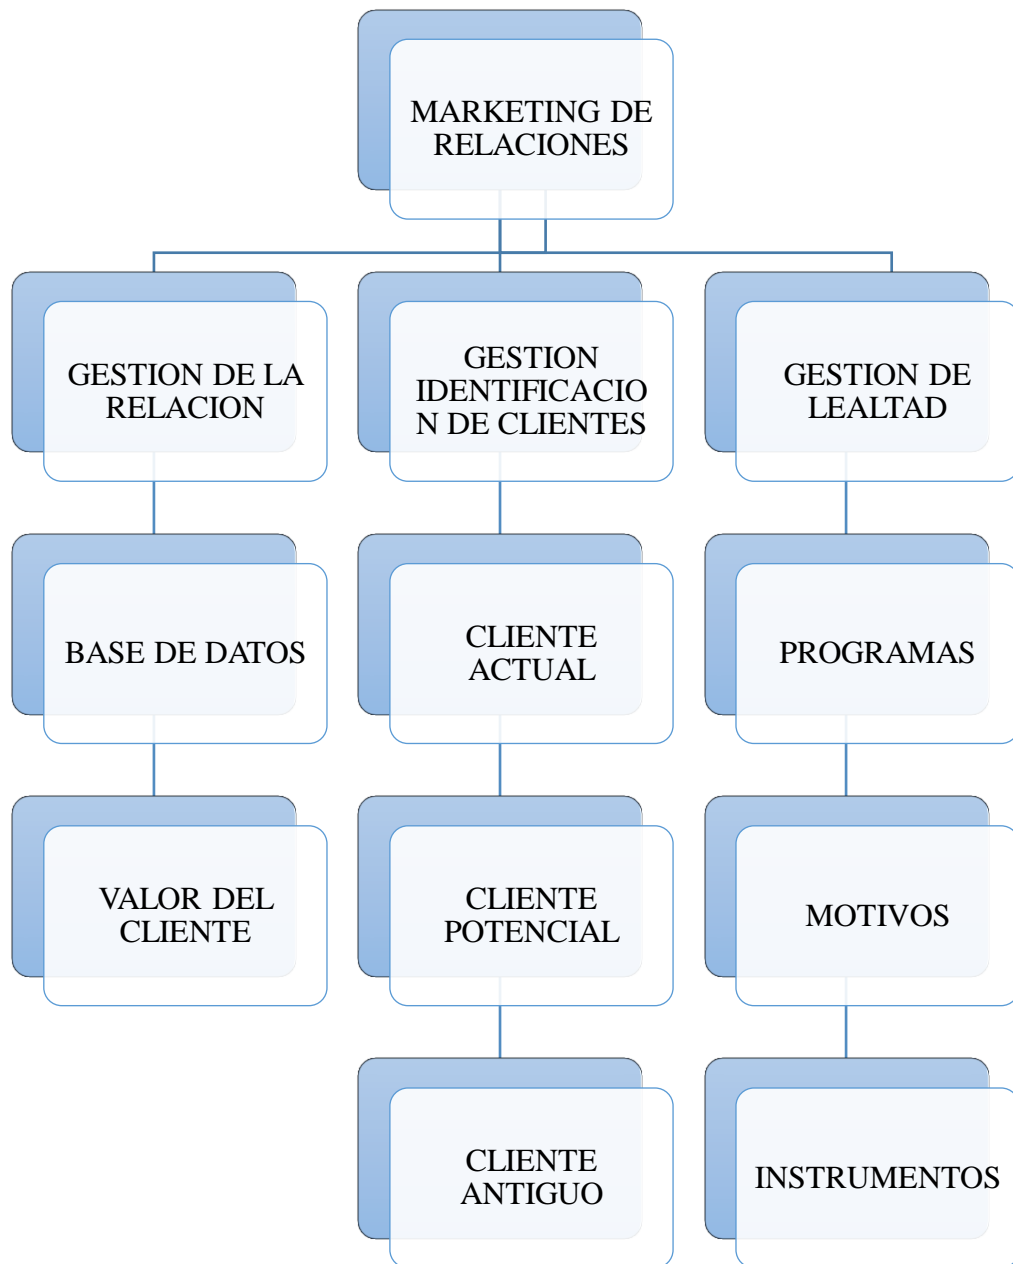 MARKETING DE
RELACIONES
GESTION DE LA
RELACION
GESTION
IDENTIFICACIO
N DE CLIENTES
GESTION DE
LEALTAD
BASE DE DATOS
CLIENTE
ACTUAL
PROGRAMAS
VALOR DEL
CLIENTE
CLIENTE
POTENCIAL
MOTIVOS
CLIENTE
ANTIGUO
INSTRUMENTOS